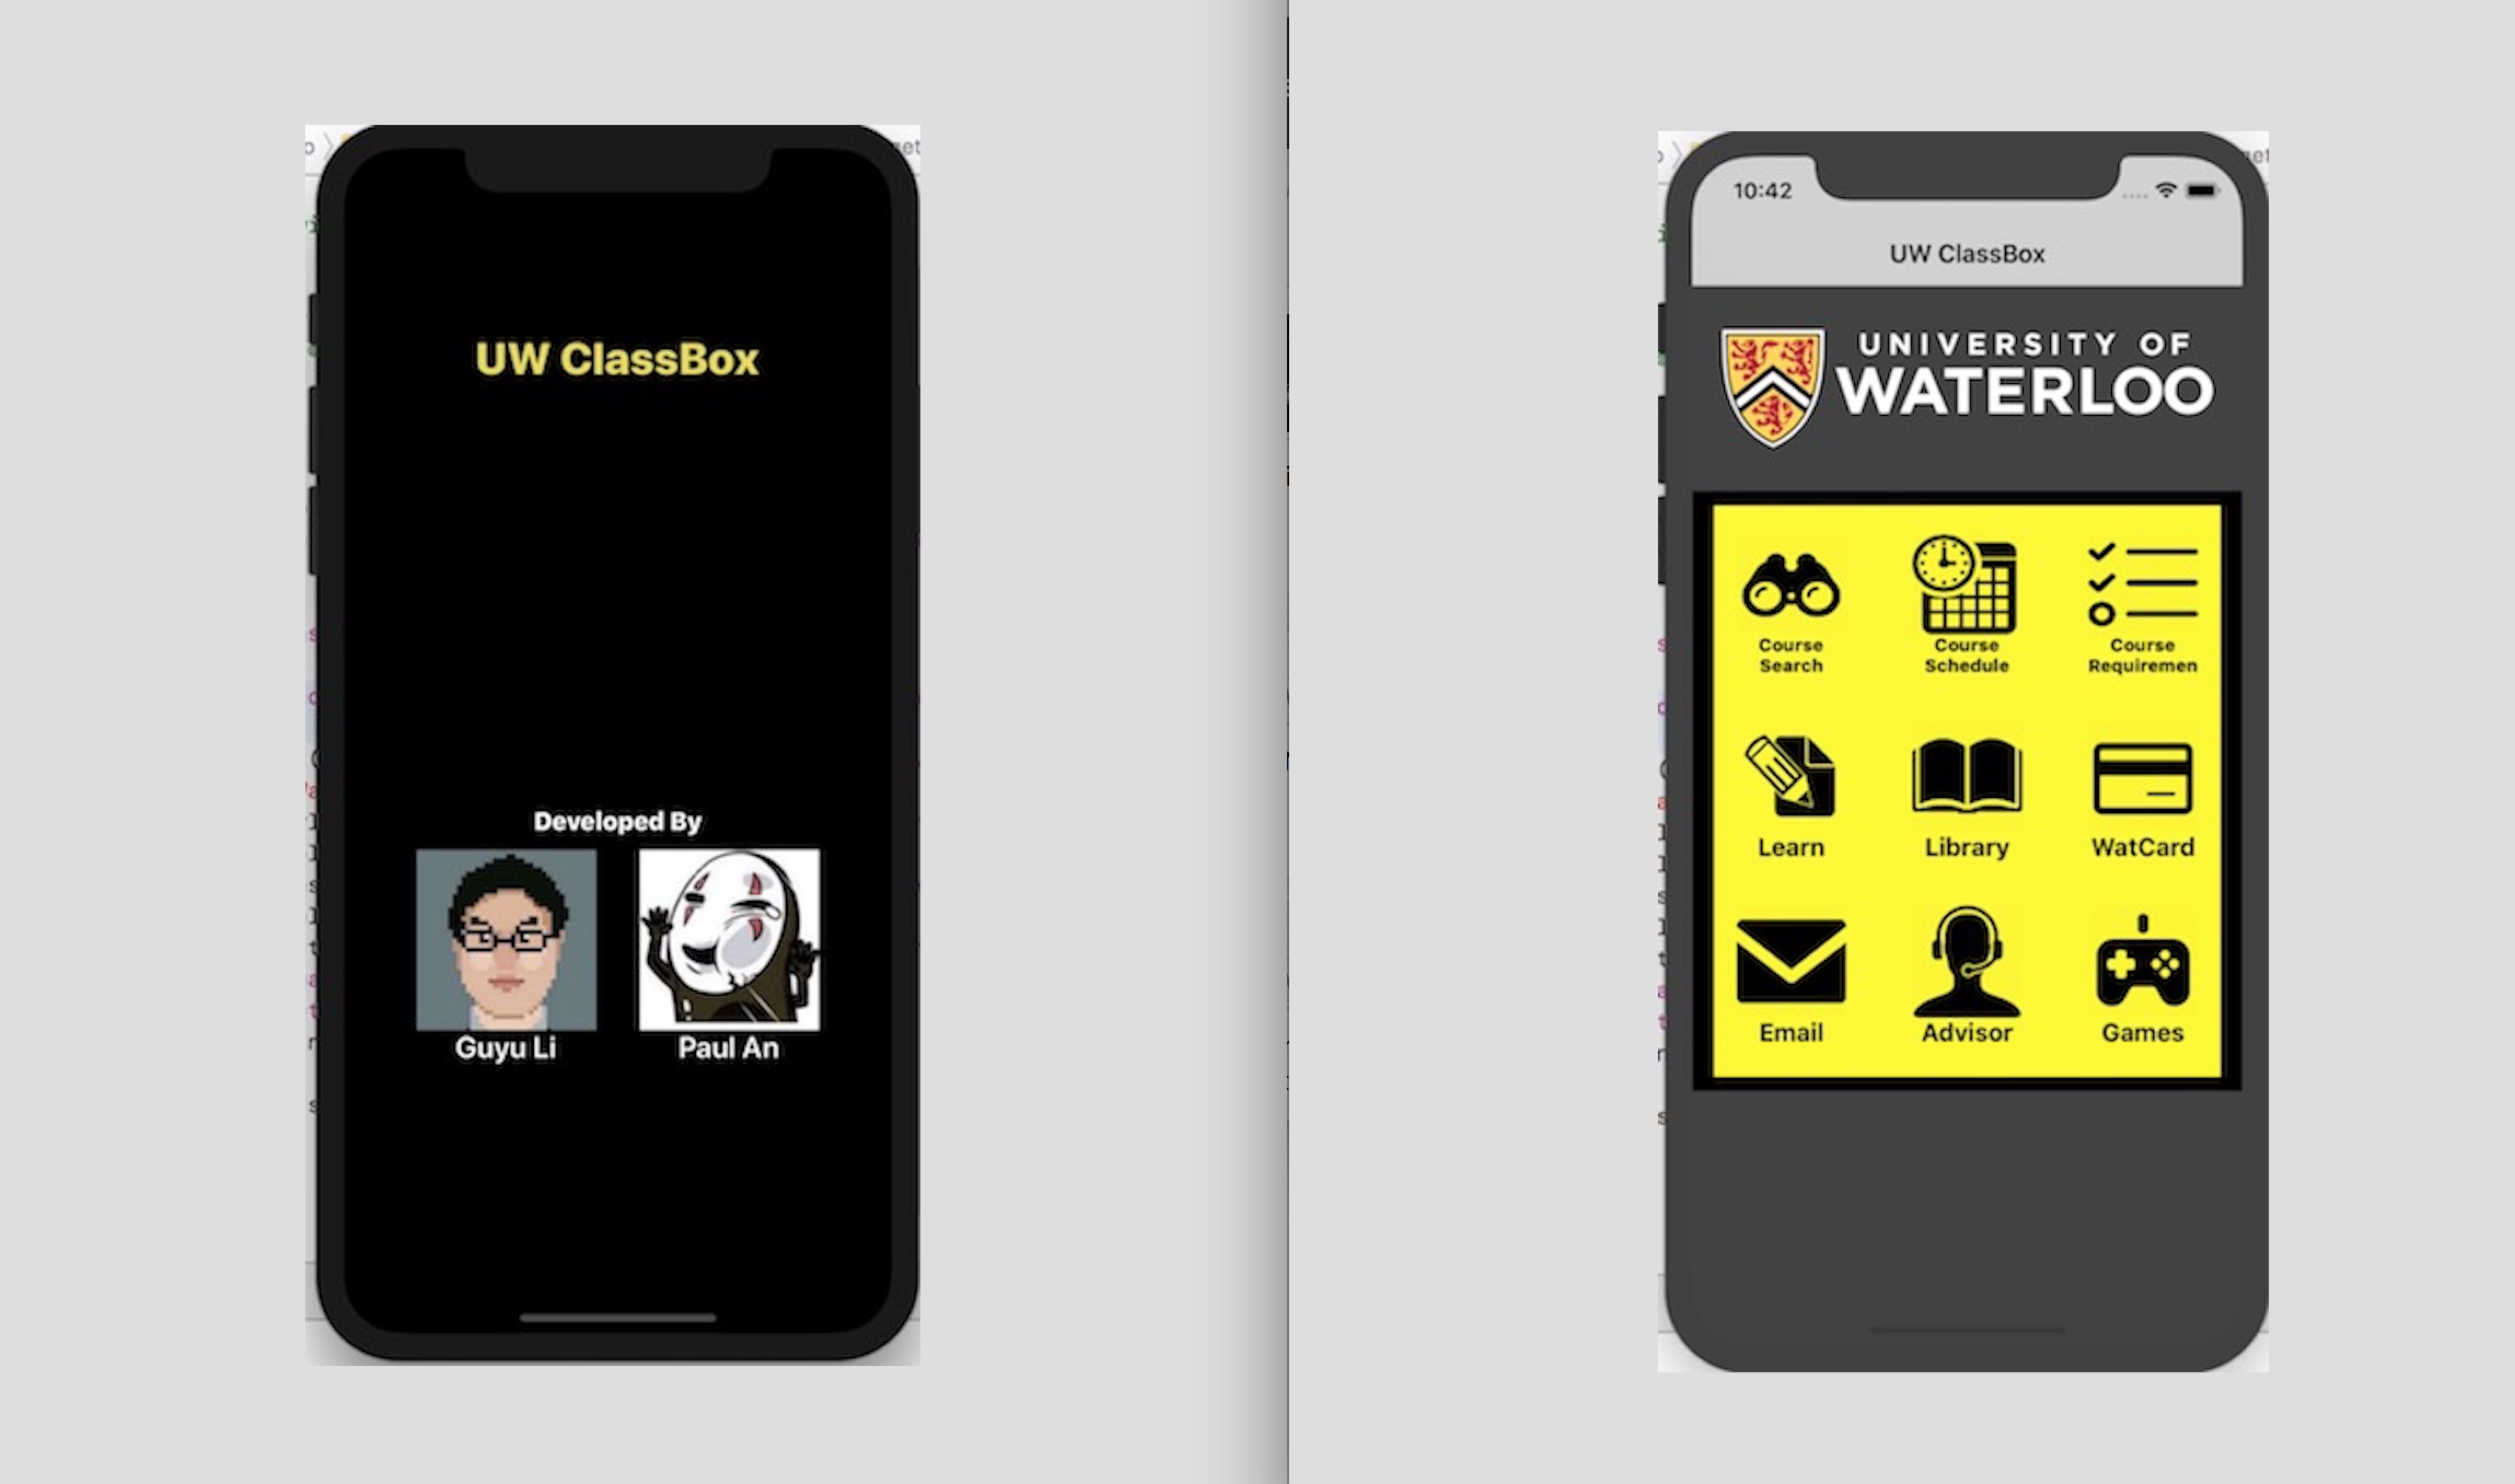 UW ClassBox
Developed By
Guyu Li
Paul An
10:42
UW ClassBox
UNIVERSITY OF
WATERLOO
Course
Search
Course
Schedule
Course
Requiremen
Learn
Library
WatCard
Email
Advisor
Games